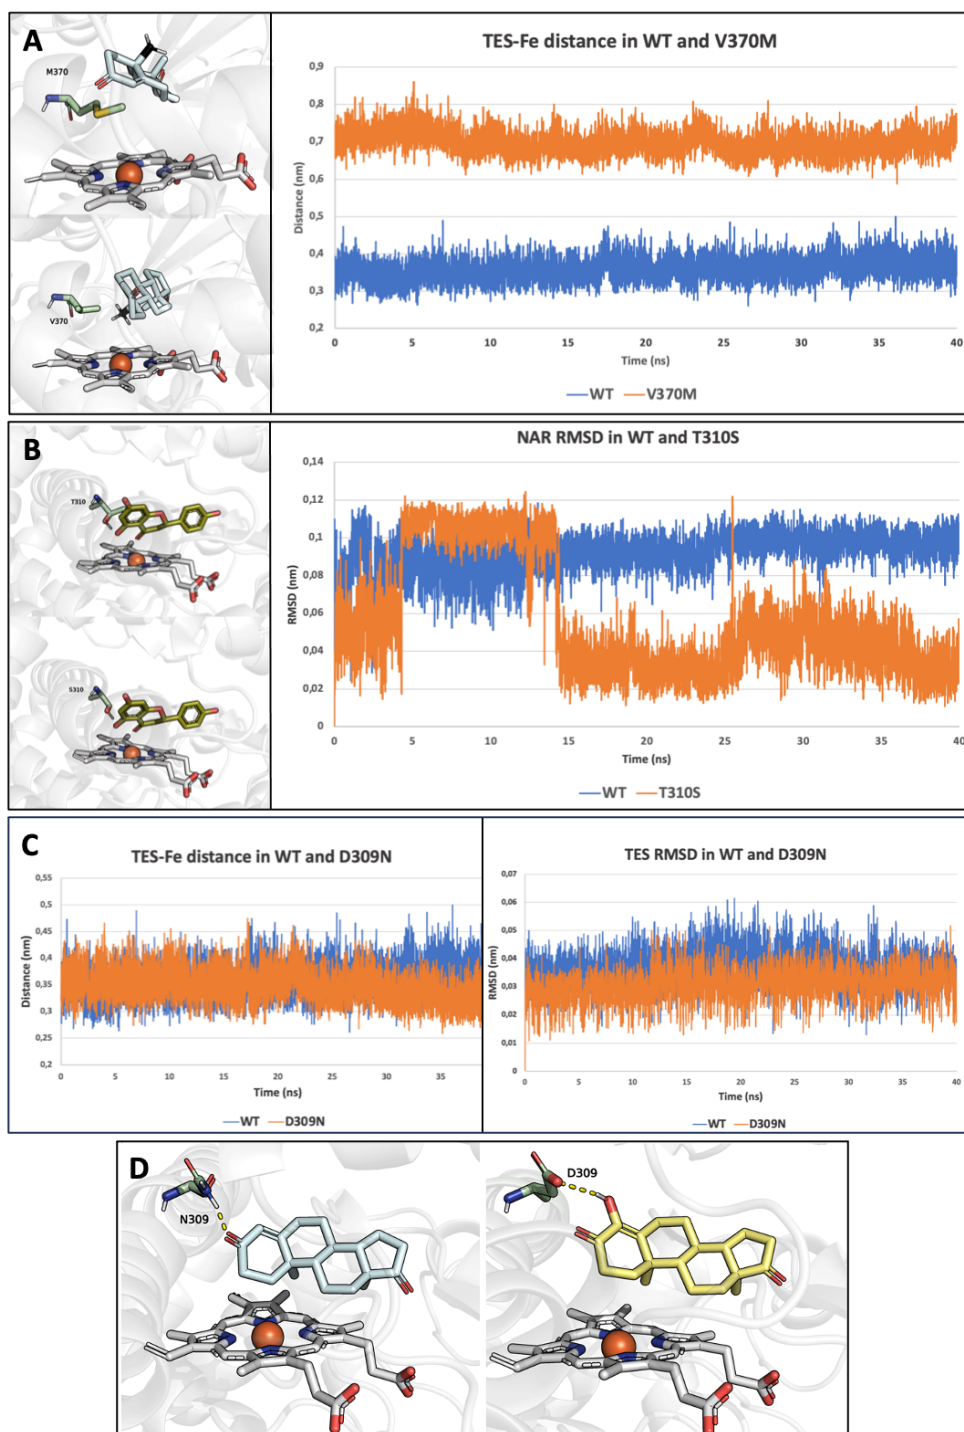 A
M370
V370
TES-Fe distance in WT and V370M
Distance (nm)
0,9
0,8
0,7
0,6
0,5
0,4
0,3
0,2
0 5 10 15 20 25 30 35 40
Time (ns)
WT V370M
B
T310
S310
NAR RMSD in WT and T310S
RMSD (nm)
0,14
0,12
0,1
0,08
0,06
0,04
0,02
0
0 5 10 15 20 25 30 35 40
Time (ns)
WT T310S
C
TES-Fe distance in WT and D309N
Distance (nm)
0,55
0,5
0,45
0,4
0,35
0,3
0,25
0,2
0 5 10 15 20 25 30 35
Time (ns)
WT D309N
TES RMSD in WT and D309N
RMSD (nm)
0,07
0,06
0,05
0,04
0,03
0,02
0,01
0
0 5 10 15 20 25 30 35 40
Time (ns)
WT D309N
D
N309
D309